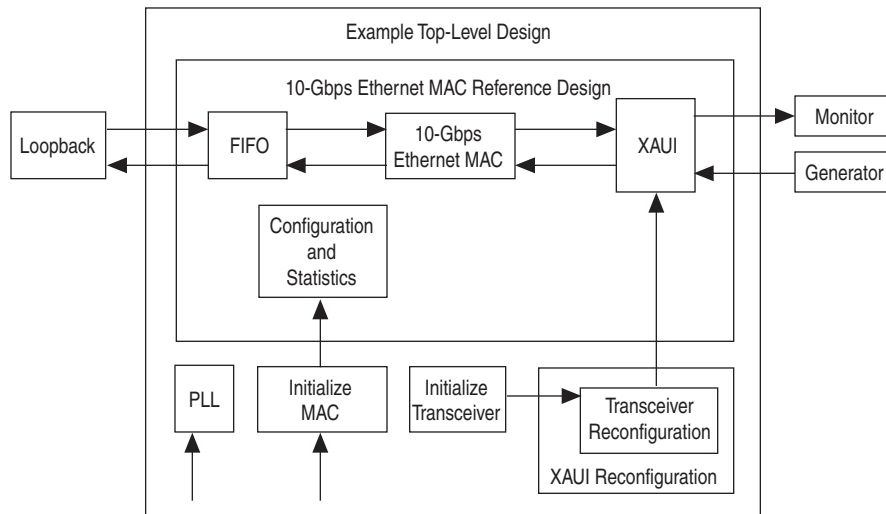 Example Top-Level Design
10-Gbps Ethernet MAC Reference Design
Loopback
FIFO
10-Gbps
Ethernet MAC
XAUI
Monitor
Generator
Configuration
and
Statistics
PLL
Initialize
MAC
Initialize
Transceiver
Transceiver
Reconfiguration
XAUI Reconfiguration